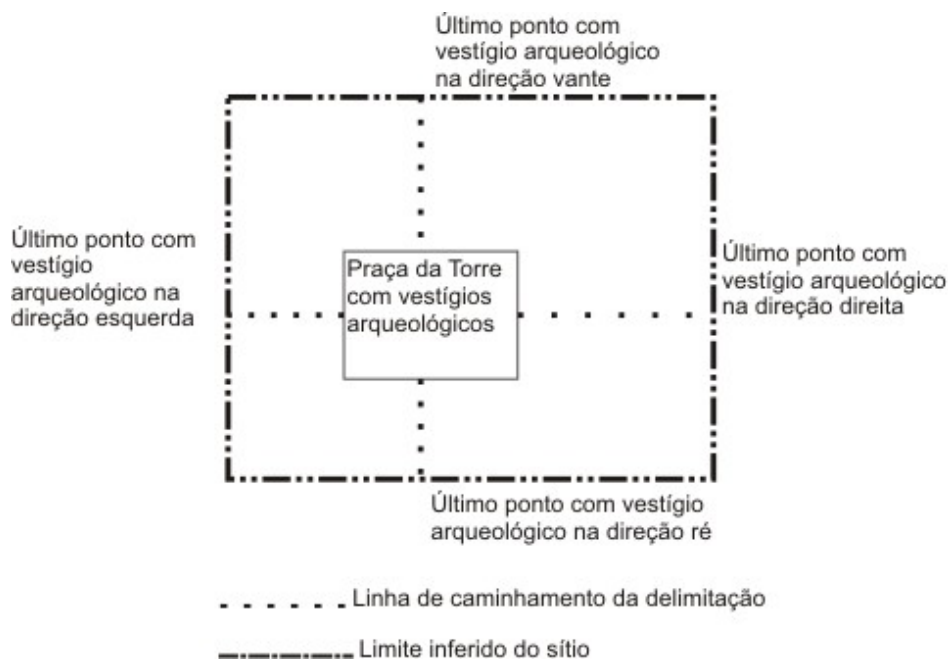 Último ponto com
vestígio arqueológico
na direção vante
Último ponto com
vestígio
arqueológico na
direção esquerda
Praça da Torre
com vestígios
arqueológicos
Último ponto com
vestígio arqueológico
na direção direita
Último ponto com vestígio
arqueológico na direção ré
Linha de caminhamento da delimitação
Limite inferido do sítio